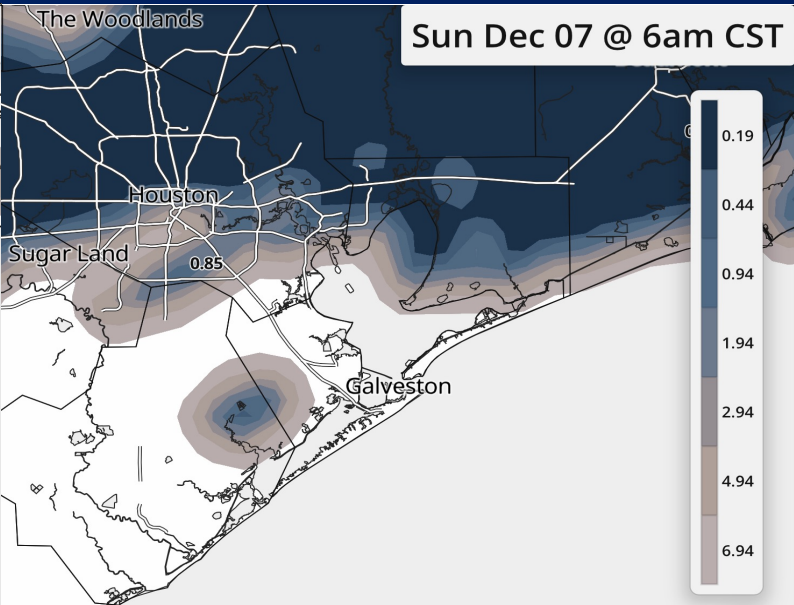 The Woodlands
Sun Dec 07 @ 6am CST
0.19
Houston
0.44
Sugar Land
0.85
0.94
1.94
Galveston
2.94
4.94
6.94